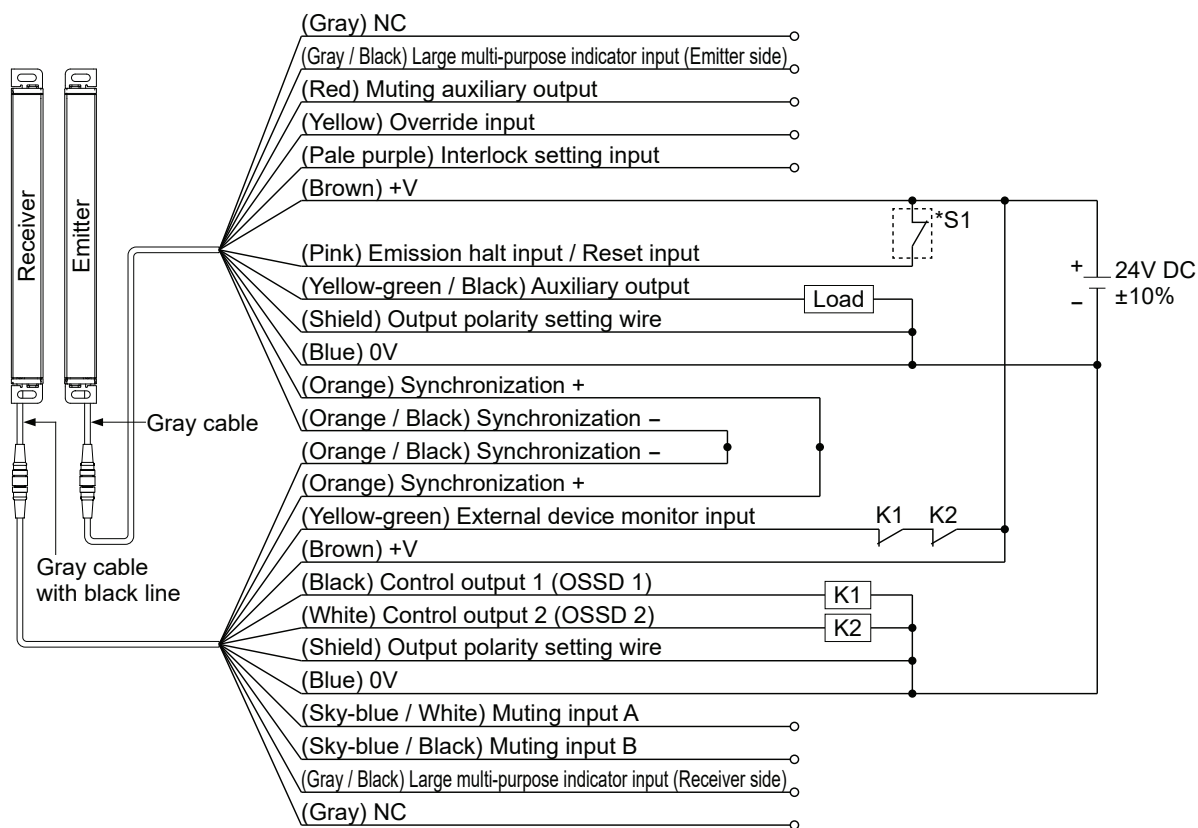 (Gray) NC
(Gray / Black) Large multi-purpose indicator input (Emitter side)
(Red) Muting auxiliary output
(Yellow) Override input
(Pale purple) Interlock setting input
(Brown) +V
*S1
(Pink) Emission halt input / Reset input
(Yellow-green / Black) Auxiliary output
Load
(Shield) Output polarity setting wire
(Blue) 0V
+
−
24V DC
±10%
Receiver
Emitter
(Orange) Synchronization +
(Orange / Black) Synchronization −
Gray cable
(Orange / Black) Synchronization −
(Orange) Synchronization +
(Yellow-green) External device monitor input
K1 K2
(Brown) +V
Gray cable
with black line
(Black) Control output 1 (OSSD 1)
K1
(White) Control output 2 (OSSD 2)
K2
(Shield) Output polarity setting wire
(Blue) 0V
(Sky-blue / White) Muting input A
(Sky-blue / Black) Muting input B
(Gray / Black) Large multi-purpose indicator input (Receiver side)
(Gray) NC